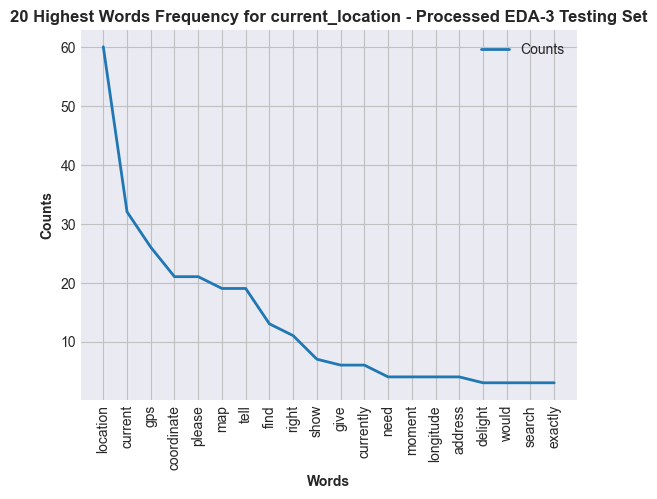 20 Highest Words Frequency for current_location - Processed EDA-3 Testing Set
Counts
60
50
40
30
20
10
Counts
location
current
gps
coordinate
please
map
tell
find
right
show
give
currently
need
moment
longitude
address
delight
would
search
exactly
Words